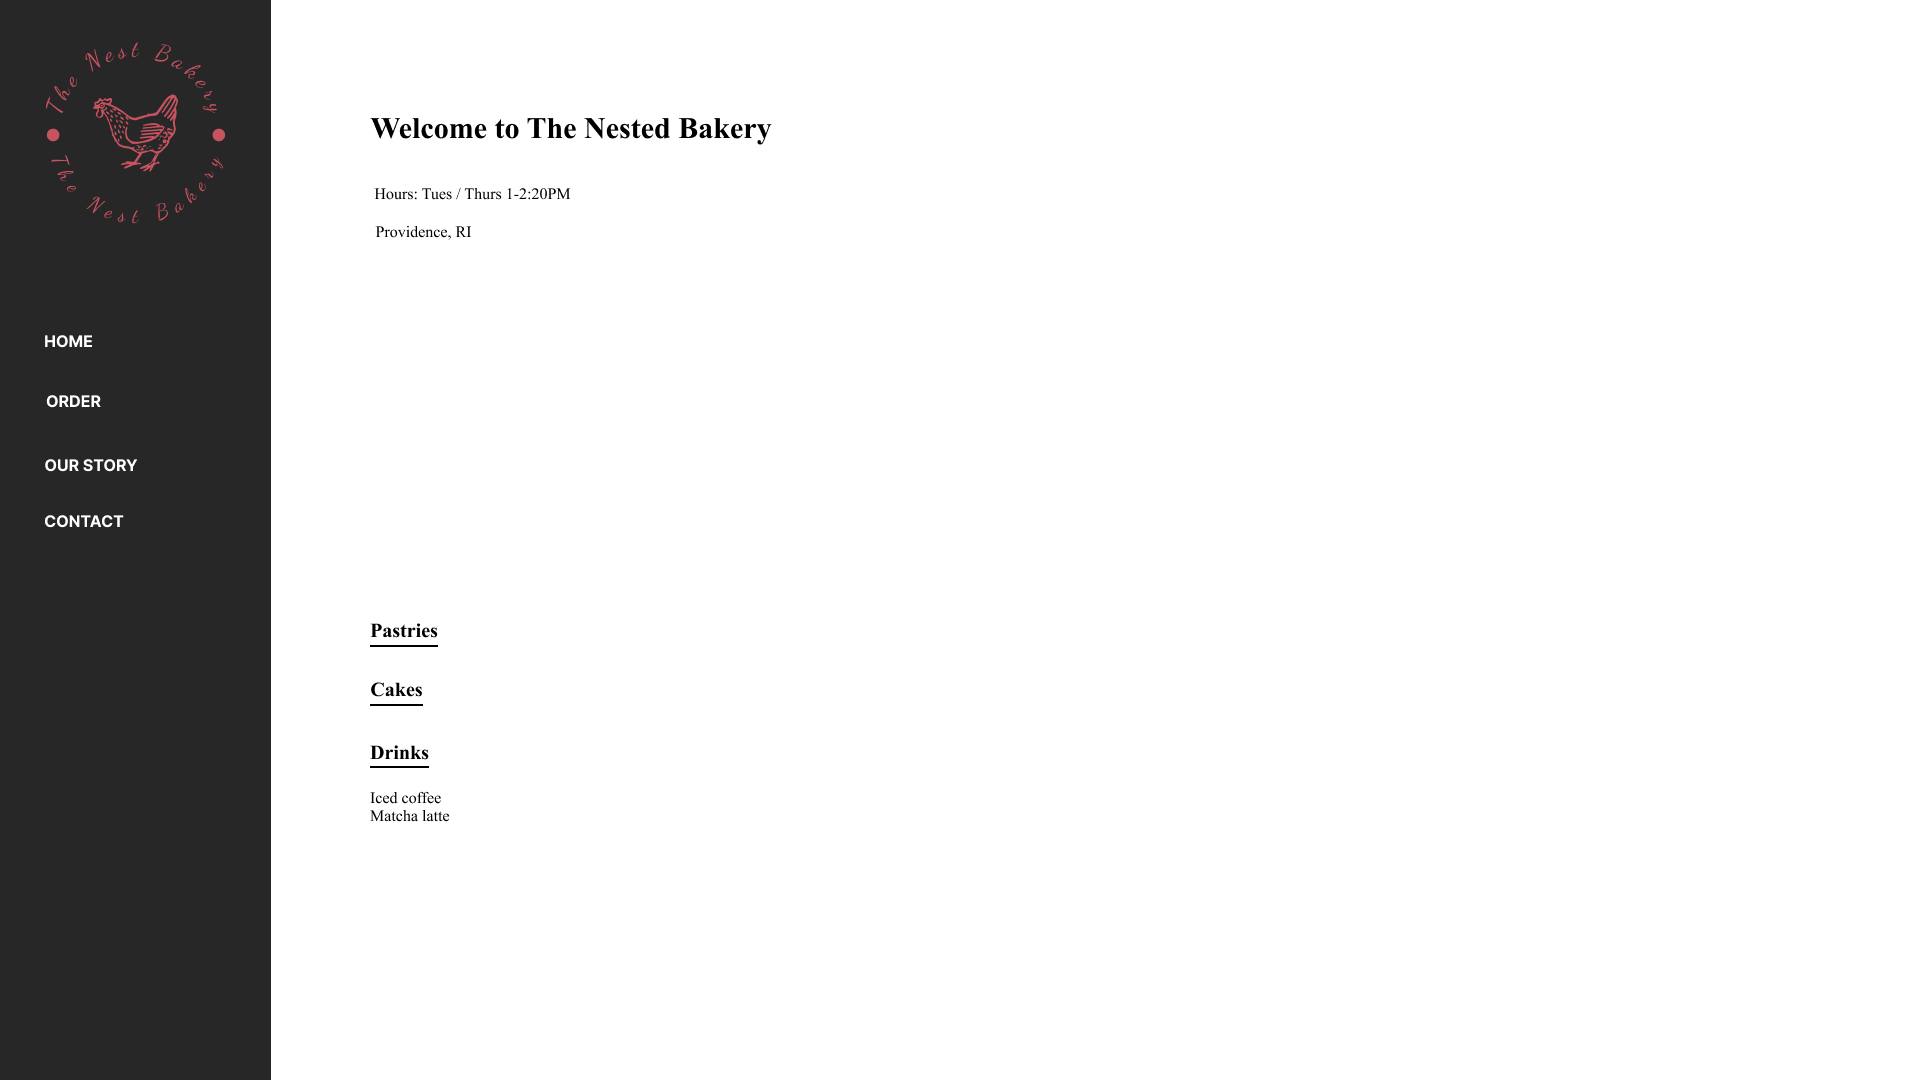 The Nest Bakery
The Nest Bakery
HOME
ORDER
OUR STORY
CONTACT
Welcome to The Nested Bakery
Hours: Tues / Thurs 1-2:20PM
Providence, RI
Pastries
Cakes
Drinks
Iced coffee
Matcha latte